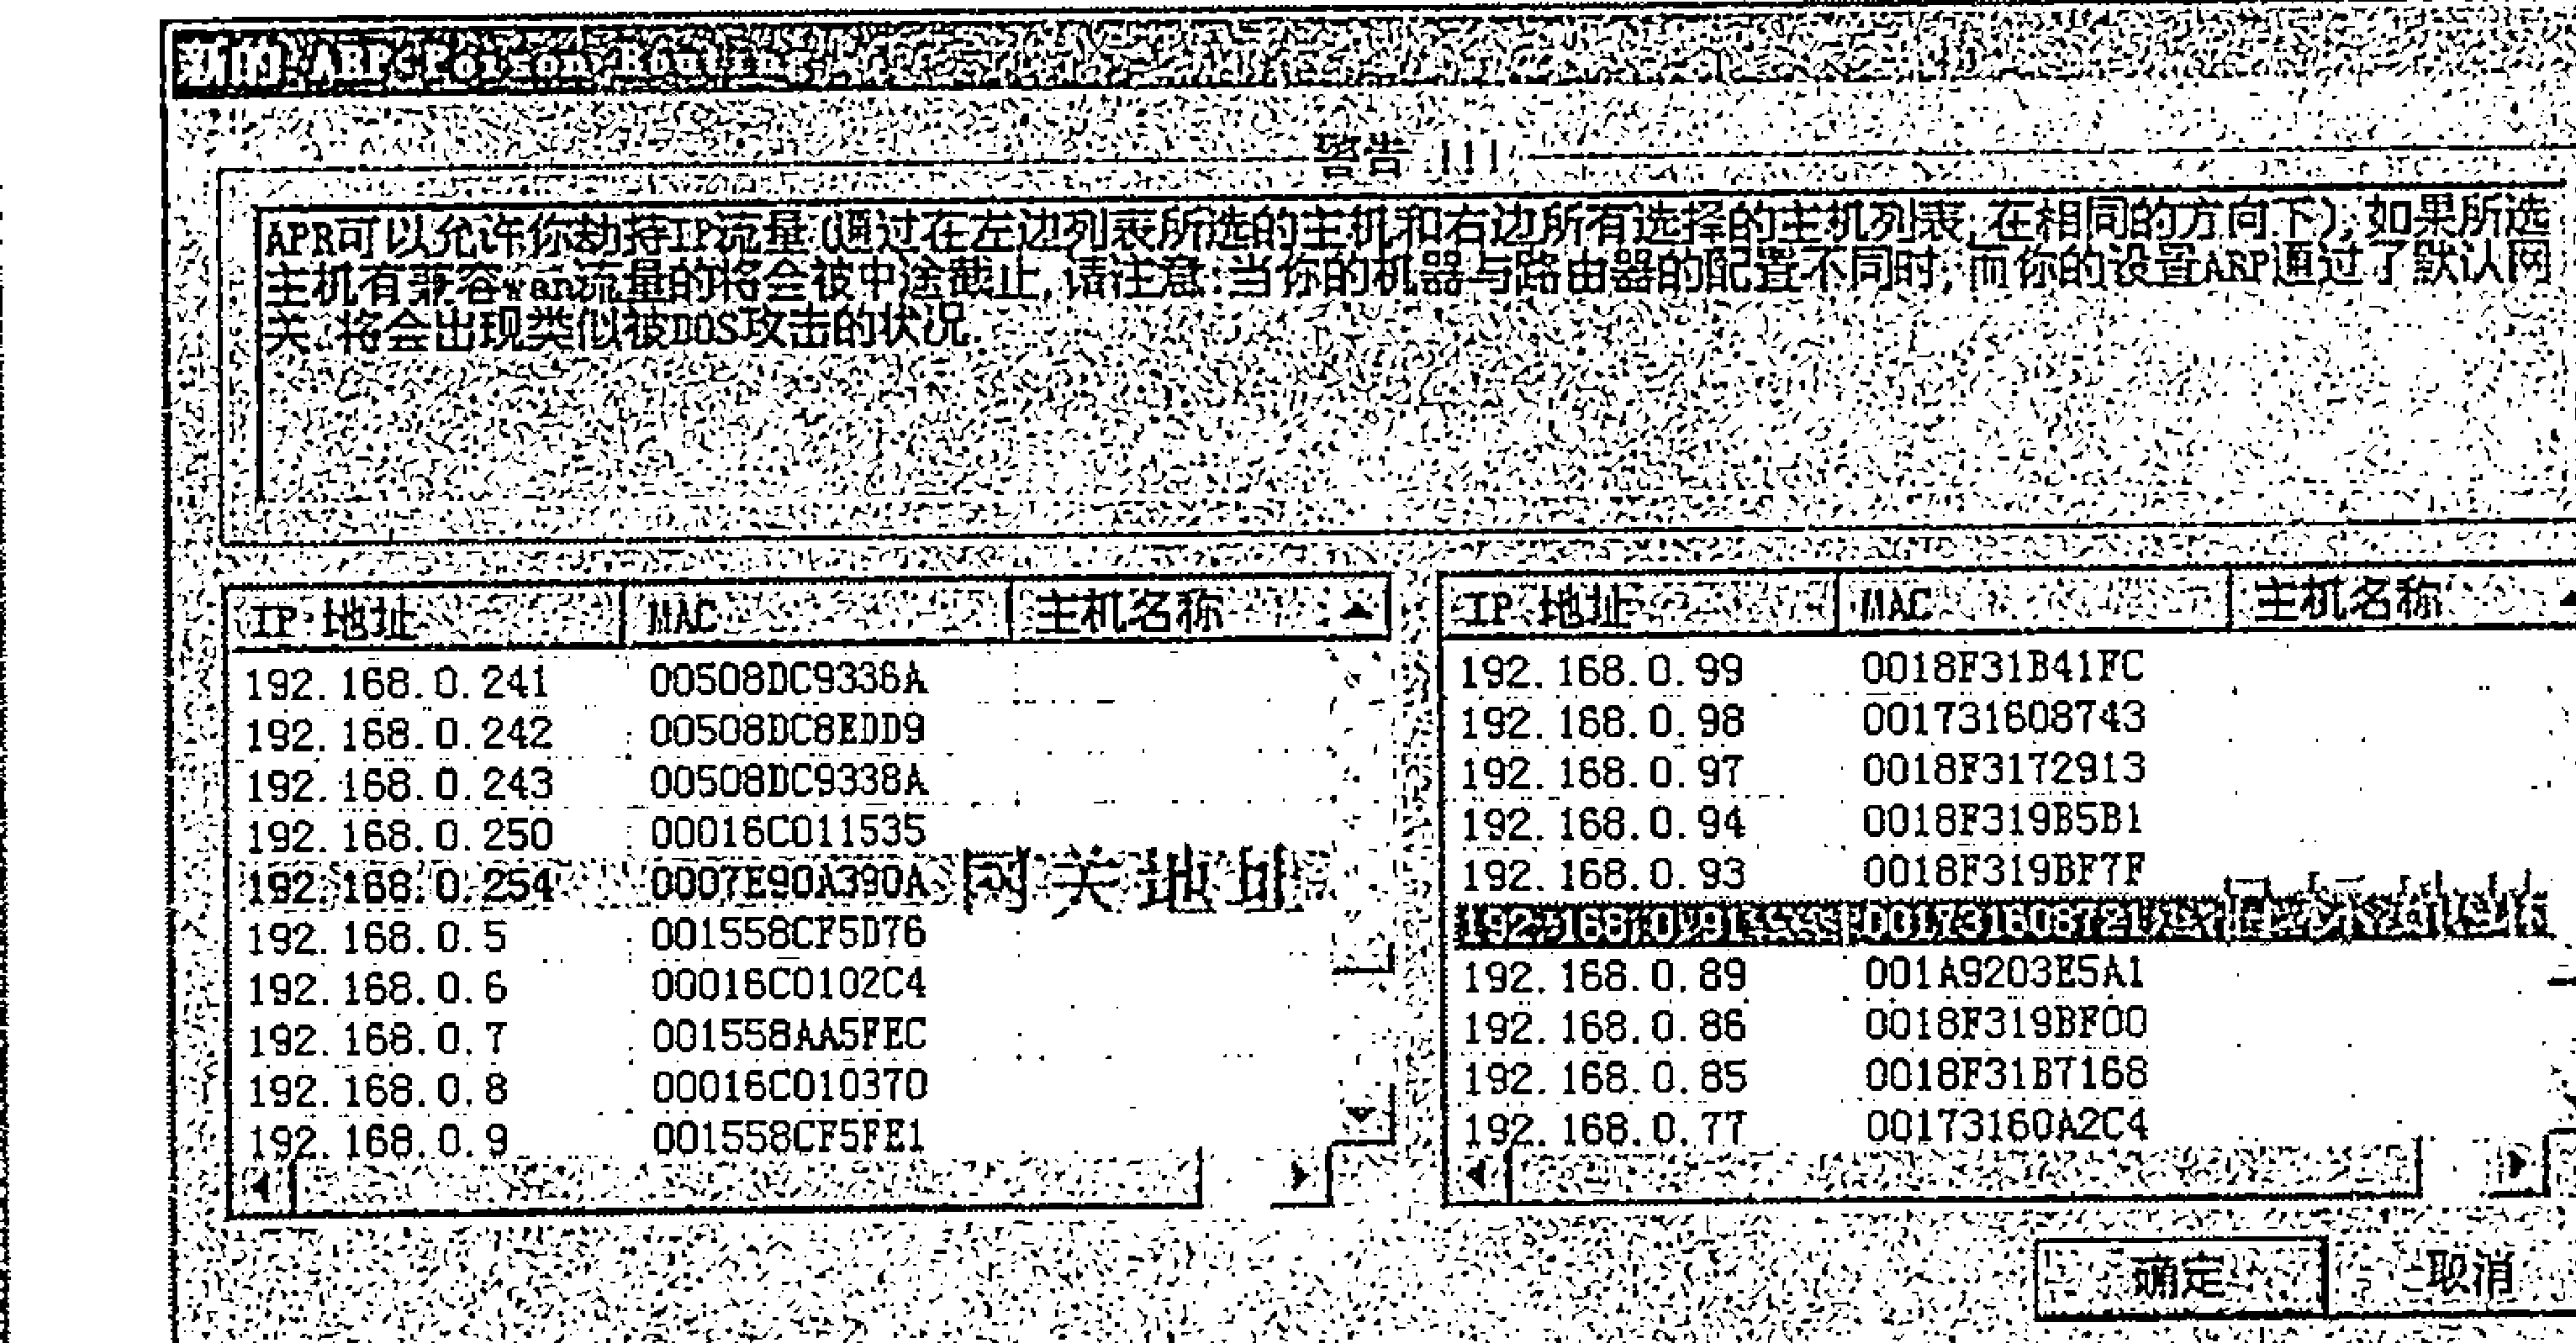 新的 ARP Poison Routing
警告 !!!
APR可以允许你劫持IP流量(通过在左边列表所选的主机和右边所有选择的主机列表,在相同的方向下),如果所选
主机有兼容wan流量的将会被中途截止,请注意:当你的机器与路由器的配置不同时,而你的设置ARP通过了默认网
关.将会出现类似被DOS攻击的状况.
IP 地址 MAC 主机名称
192.168.0.241 00508DC9336A
192.168.0.242 00508DC8EDD9
192.168.0.243 00508DC9338A
192.168.0.250 00016C011535
192.168.0.254 0007E90A390A 网关地址
192.168.0.5 001558CF5D76
192.168.0.6 00016C0102C4
192.168.0.7 001558AA5FEC
192.168.0.8 00016C010370
192.168.0.9 001558CF5FE1
IP 地址 MAC 主机名称
192.168.0.99 0018F31B41FC
192.168.0.98 001731608743
192.168.0.97 0018F3172913
192.168.0.94 0018F319B5B1
192.168.0.93 0018F319BF7F
192.168.0.91 001731608721 目标地址
192.168.0.89 001A9203E5A1
192.168.0.86 0018F319BF00
192.168.0.85 0018F31B7168
192.168.0.77 00173160A2C4
确定 取消